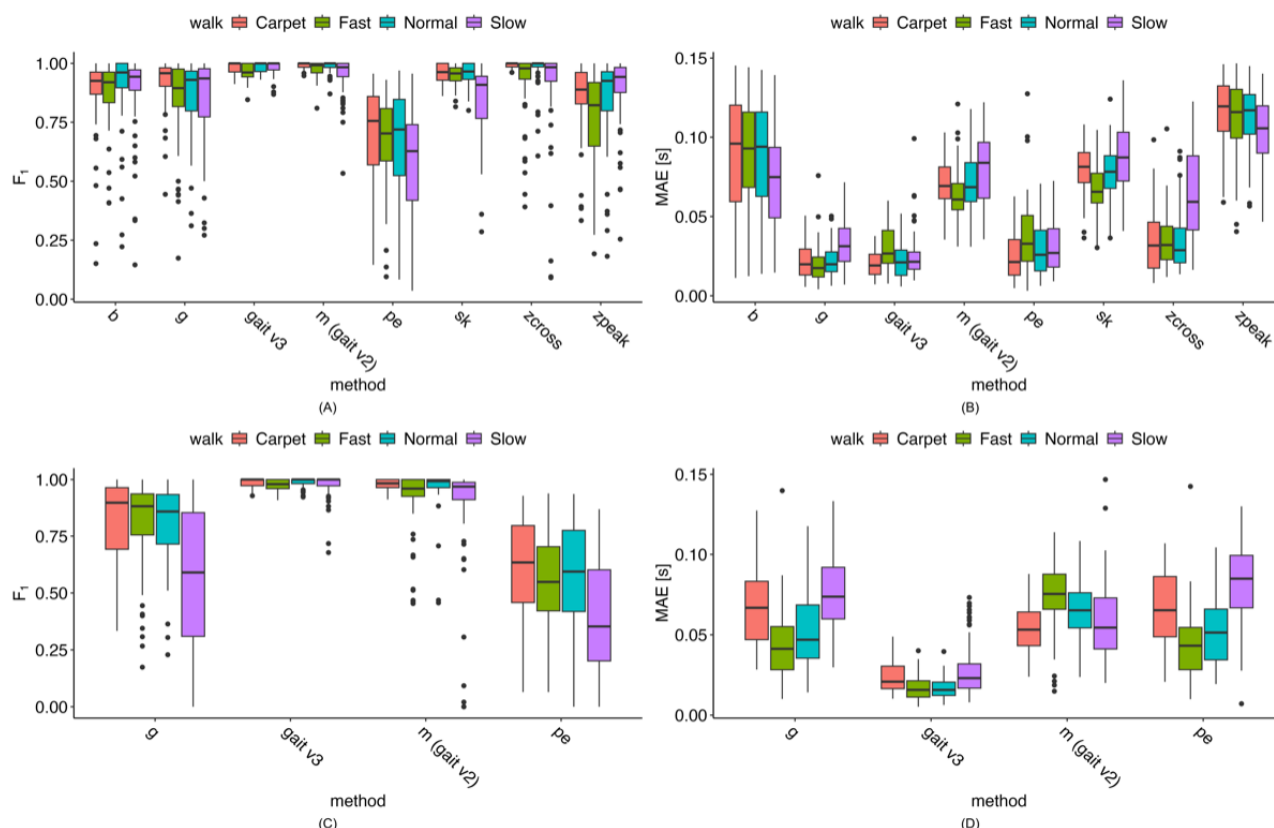 walk Carpet Fast Normal Slow
1.00
0.75
0.50
0.25
0.00
F1
b g gait v3 m (gait v2) pe sk zcross zpeak
method
(A)
walk Carpet Fast Normal Slow
0.15
0.10
0.05
0.00
MAE [s]
b g gait v3 m (gait v2) pe sk zcross zpeak
method
(B)
walk Carpet Fast Normal Slow
1.00
0.75
0.50
0.25
0.00
F1
g gait v3 m (gait v2) pe
method
(C)
walk Carpet Fast Normal Slow
0.15
0.10
0.05
0.00
MAE [s]
g gait v3 m (gait v2) pe
method
(D)